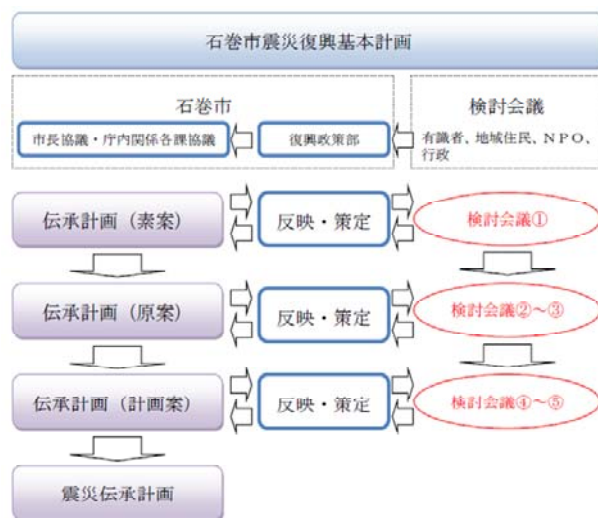 石巻市震災復興基本計画
石巻市
検討会議
市長協議・庁内関係各課協議
復興政策部
有識者、地域住民、NPO、
行政
伝承計画（素案）
反映・策定
検討会議①
伝承計画（原案）
反映・策定
検討会議②～③
伝承計画（計画案）
反映・策定
検討会議④～⑤
震災伝承計画